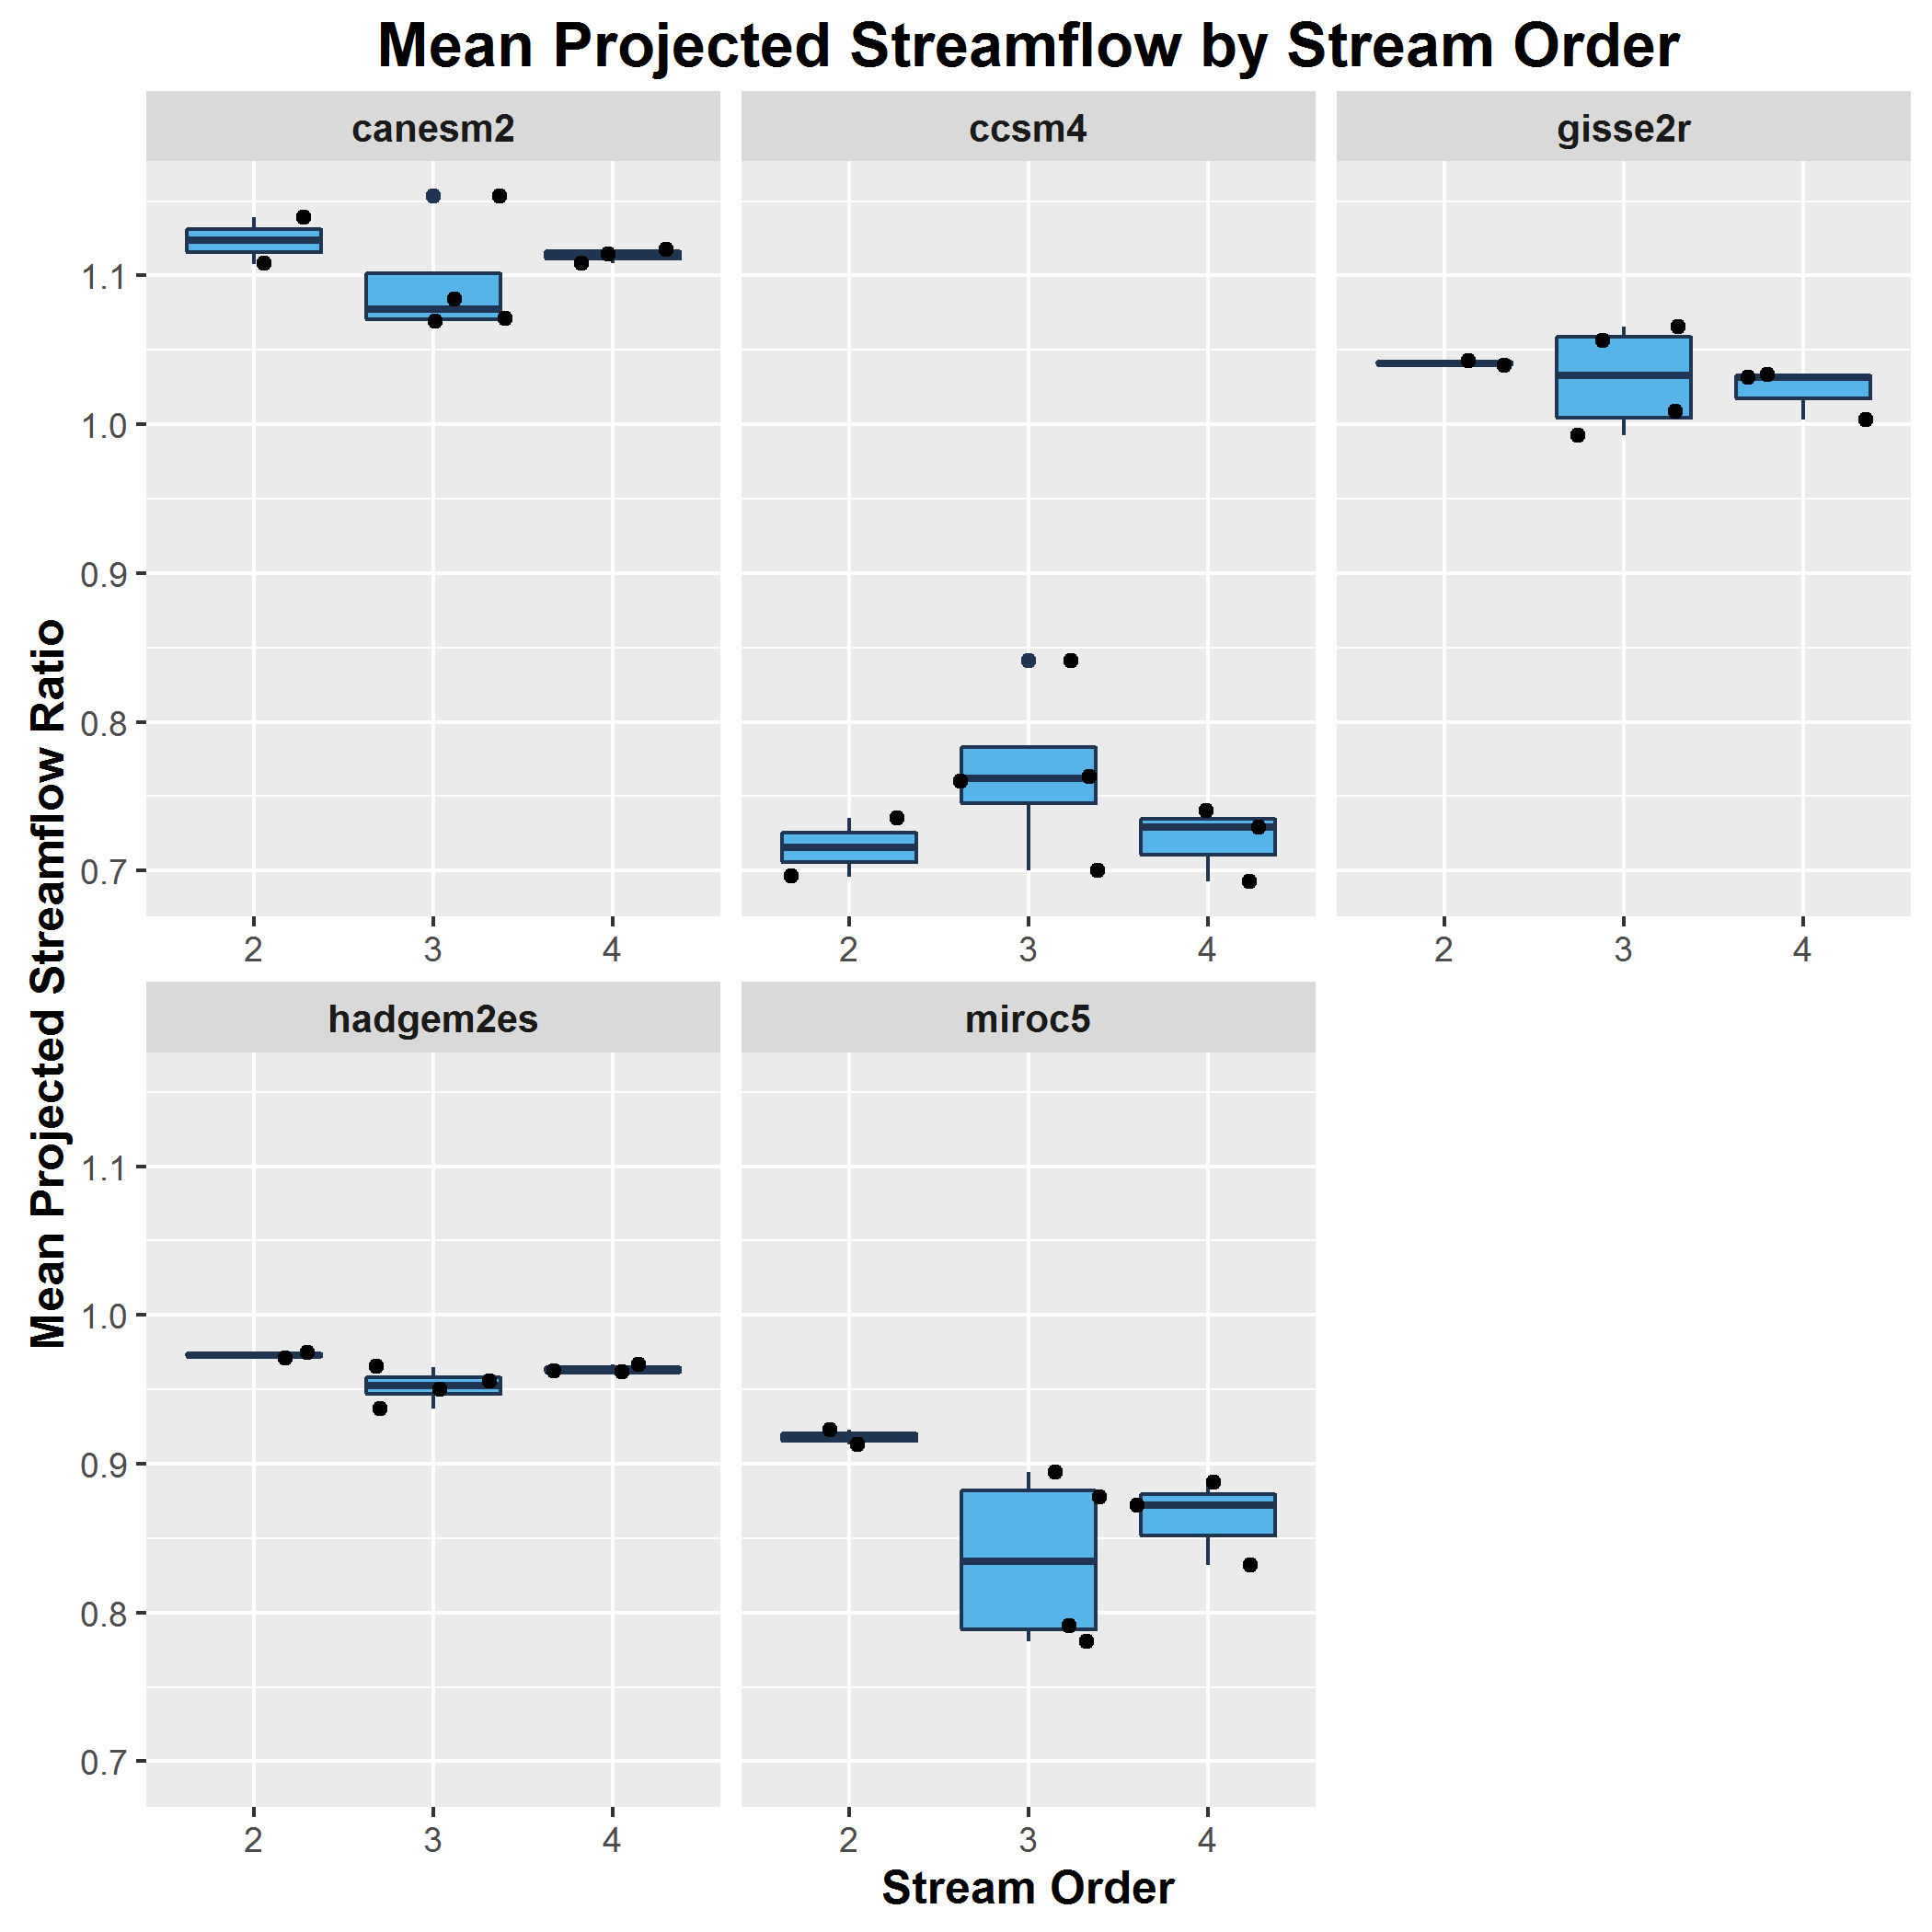 Mean Projected Streamflow by Stream Order
canesm2 ccsm4 gisse2r
1.1
1.0
0.9
0.8
0.7
2 3 4 2 3 4 2 3 4
Mean Projected Streamflow Ratio
hadgem2es miroc5
1.1
1.0
0.9
0.8
0.7
2 3 4 2 3 4
Stream Order